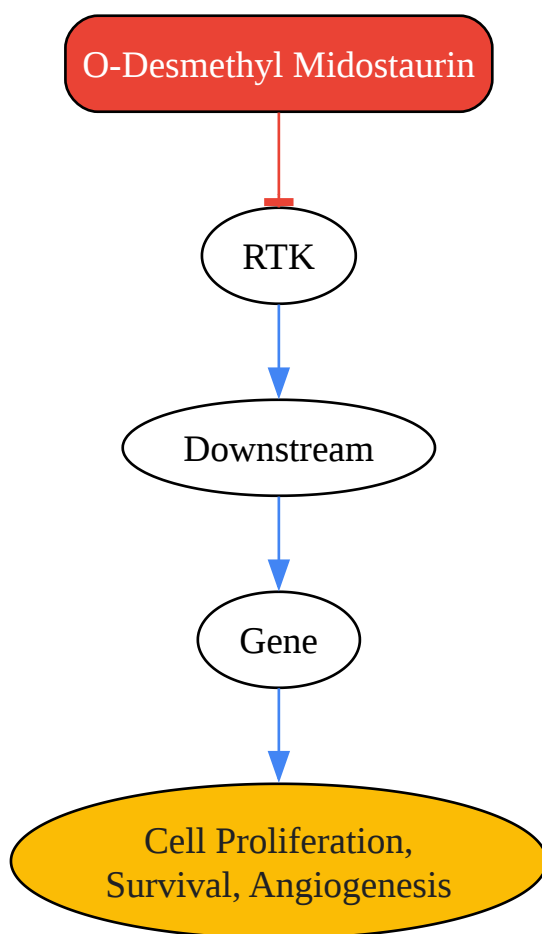 O-Desmethyl Midostaurin
RTK
Downstream
Gene
Cell Proliferation,
Survival, Angiogenesis